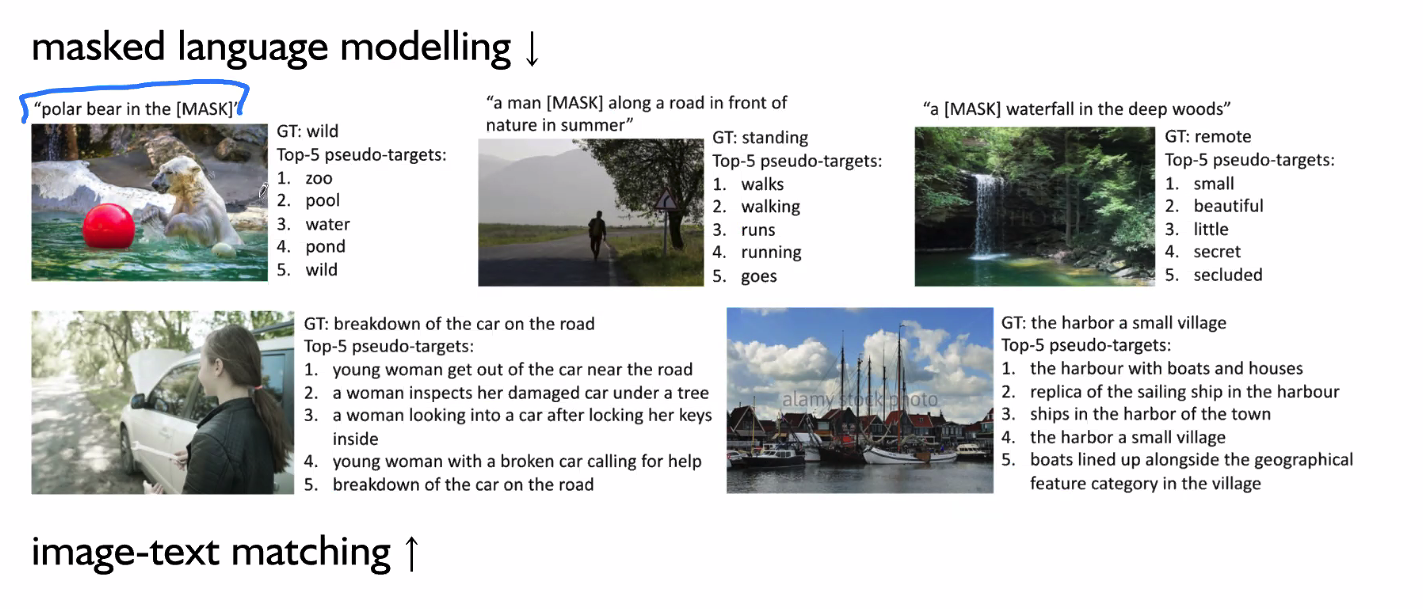 masked language modelling ↓
“polar bear in the [MASK]”
GT: wild
Top-5 pseudo-targets:
1. zoo
2. pool
3. water
4. pond
5. wild
“a man [MASK] along a road in front of
nature in summer”
GT: standing
Top-5 pseudo-targets:
1. walks
2. walking
3. runs
4. running
5. goes
“a [MASK] waterfall in the deep woods”
GT: remote
Top-5 pseudo-targets:
1. small
2. beautiful
3. little
4. secret
5. secluded
GT: breakdown of the car on the road
Top-5 pseudo-targets:
1. young woman get out of the car near the road
2. a woman inspects her damaged car under a tree
3. a woman looking into a car after locking her keys
inside
4. young woman with a broken car calling for help
5. breakdown of the car on the road
alamy stock photo
GT: the harbor a small village
Top-5 pseudo-targets:
1. the harbour with boats and houses
2. replica of the sailing ship in the harbour
3. ships in the harbor of the town
4. the harbor a small village
5. boats lined up alongside the geographical
feature category in the village
image-text matching ↑